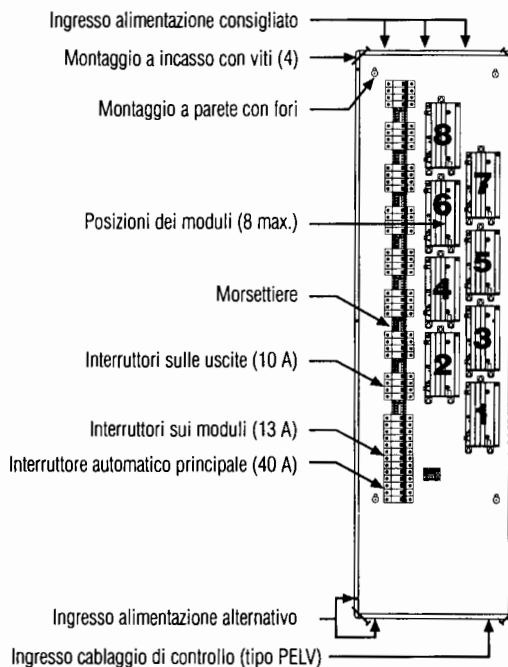 Ingresso alimentazione consigliato
Montaggio a incasso con viti (4)
Montaggio a parete con fori
Posizioni dei moduli (8 max.)
Morsettiere
Interruttori sulle uscite (10 A)
Interruttori sui moduli (13 A)
Interruttore automatico principale (40 A)
Ingresso alimentazione alternativo
Ingresso cablaggio di controllo (tipo PELV)
8
7
6
5
4
3
2
1